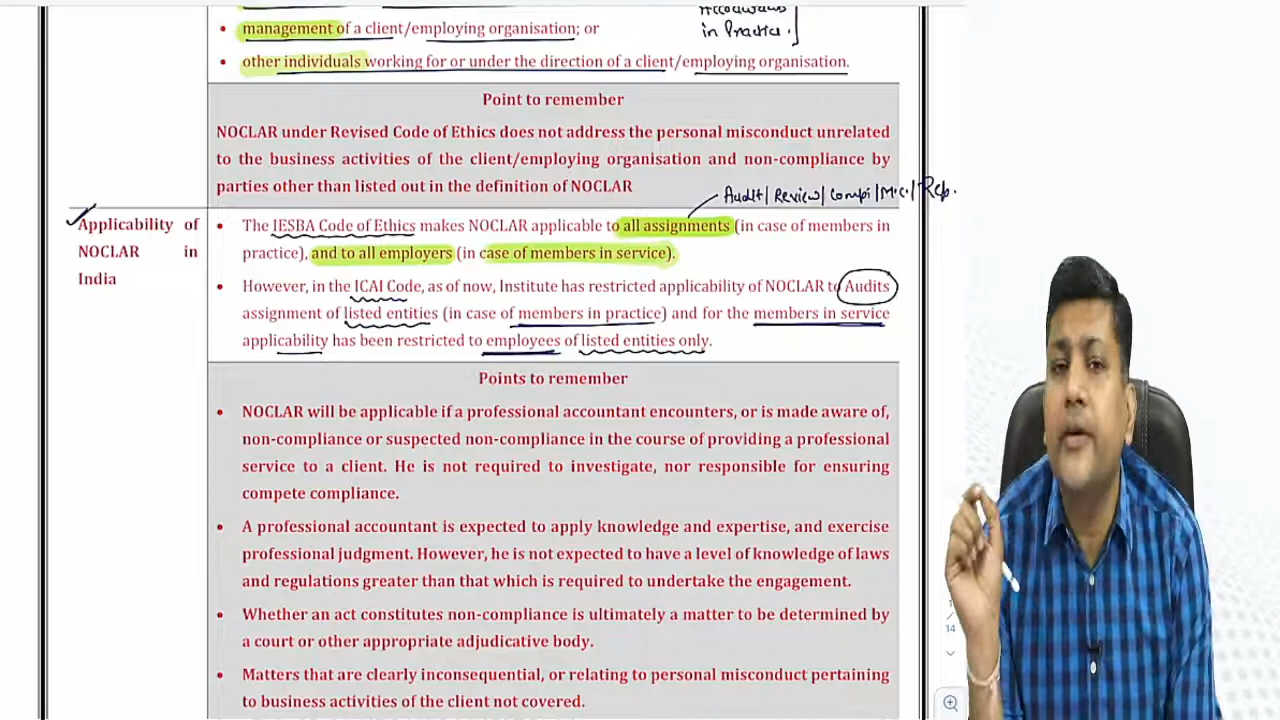 Accountants
in Practice.
• management of a client/employing organisation; or
• other individuals working for or under the direction of a client/employing organisation.
Point to remember
NOCLAR under Revised Code of Ethics does not address the personal misconduct unrelated
to the business activities of the client/employing organisation and non-compliance by
parties other than listed out in the definition of NOCLAR
Audit/Review/Compi/M.C./Rep.
Applicability of
NOCLAR in
India
• The IESBA Code of Ethics makes NOCLAR applicable to all assignments (in case of members in
practice), and to all employers (in case of members in service).
• However, in the ICAI Code, as of now, Institute has restricted applicability of NOCLAR to Audits
assignment of listed entities (in case of members in practice) and for the members in service
applicability has been restricted to employees of listed entities only.
Points to remember
• NOCLAR will be applicable if a professional accountant encounters, or is made aware of,
non-compliance or suspected non-compliance in the course of providing a professional
service to a client. He is not required to investigate, nor responsible for ensuring
compete compliance.
• A professional accountant is expected to apply knowledge and expertise, and exercise
professional judgment. However, he is not expected to have a level of knowledge of laws
and regulations greater than that which is required to undertake the engagement.
• Whether an act constitutes non-compliance is ultimately a matter to be determined by
a court or other appropriate adjudicative body.
• Matters that are clearly inconsequential, or relating to personal misconduct pertaining
to business activities of the client not covered.
14